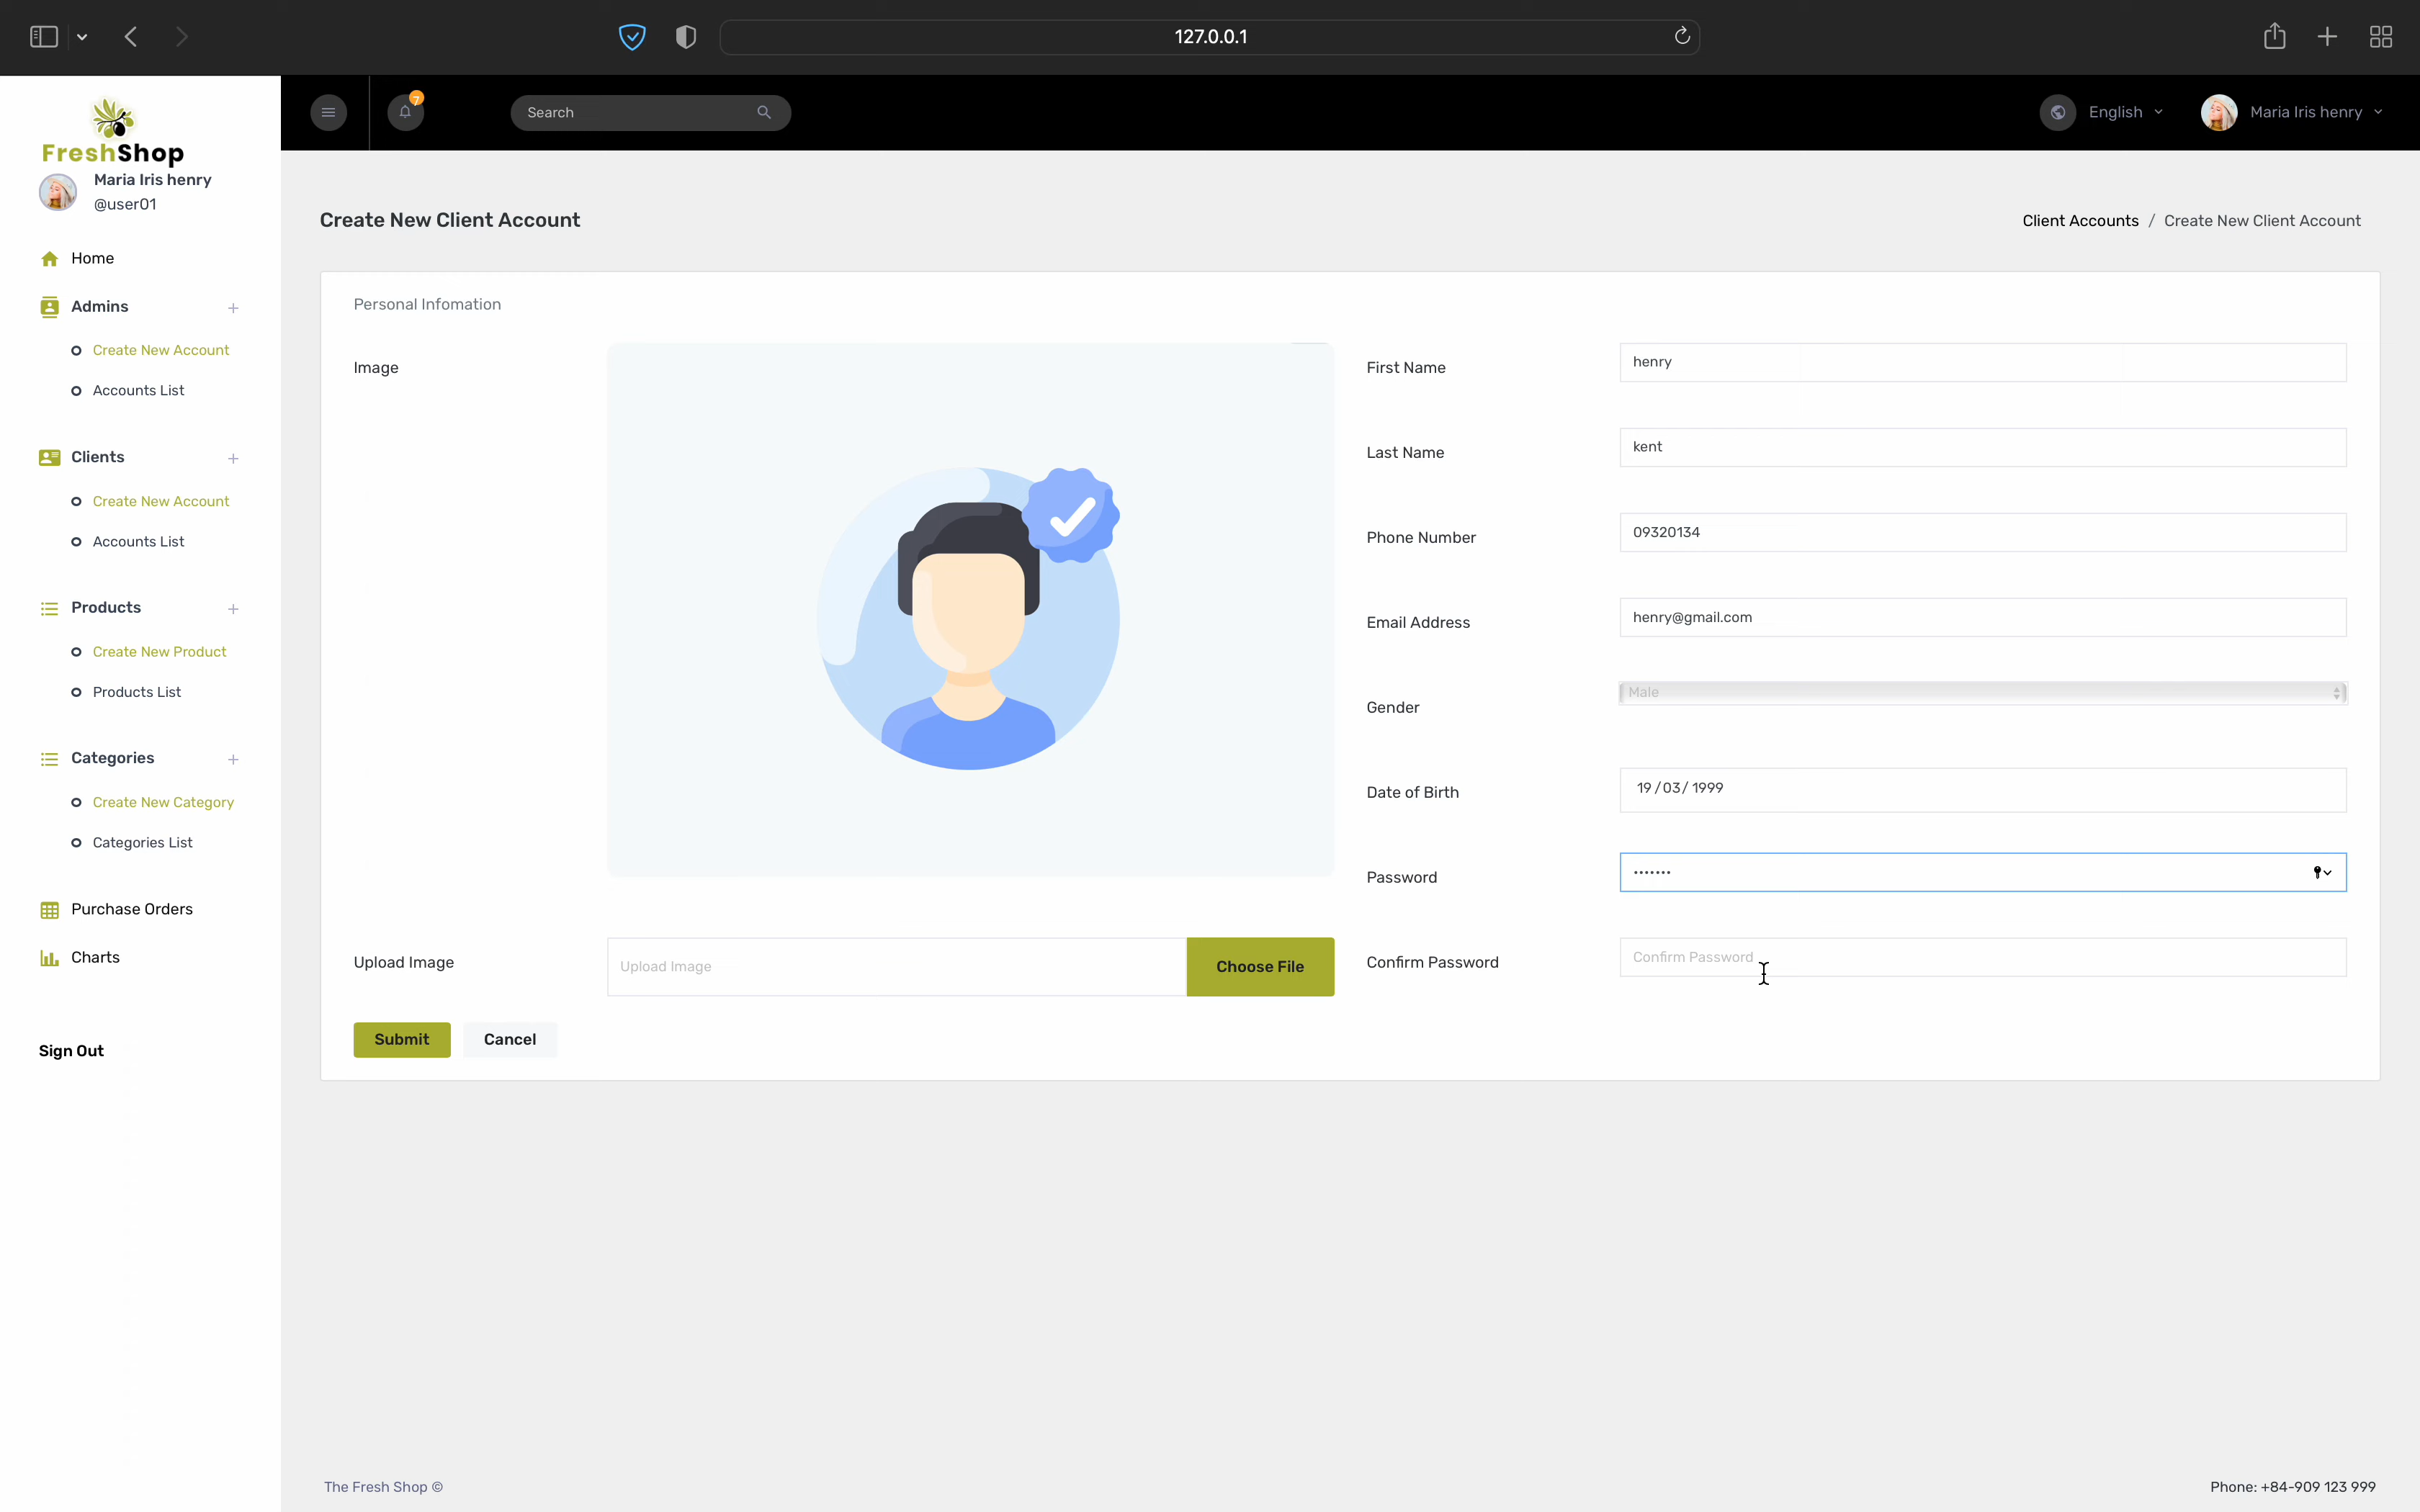 127.0.0.1
FreshShop
Maria Iris henry
@user01
Home
Admins
Create New Account
Accounts List
Clients
Create New Account
Accounts List
Products
Create New Product
Products List
Categories
Create New Category
Categories List
Purchase Orders
Charts
Sign Out
7
Search
English
Maria Iris henry
Create New Client Account
Client Accounts / Create New Client Account
Personal Infomation
Image
Upload Image
Upload Image
Choose File
First Name
henry
Last Name
kent
Phone Number
09320134
Email Address
henry@gmail.com
Gender
Male
Date of Birth
19/03/1999
Password
•••••••
Confirm Password
Confirm Password
Submit
Cancel
The Fresh Shop ©
Phone: +84-909 123 999